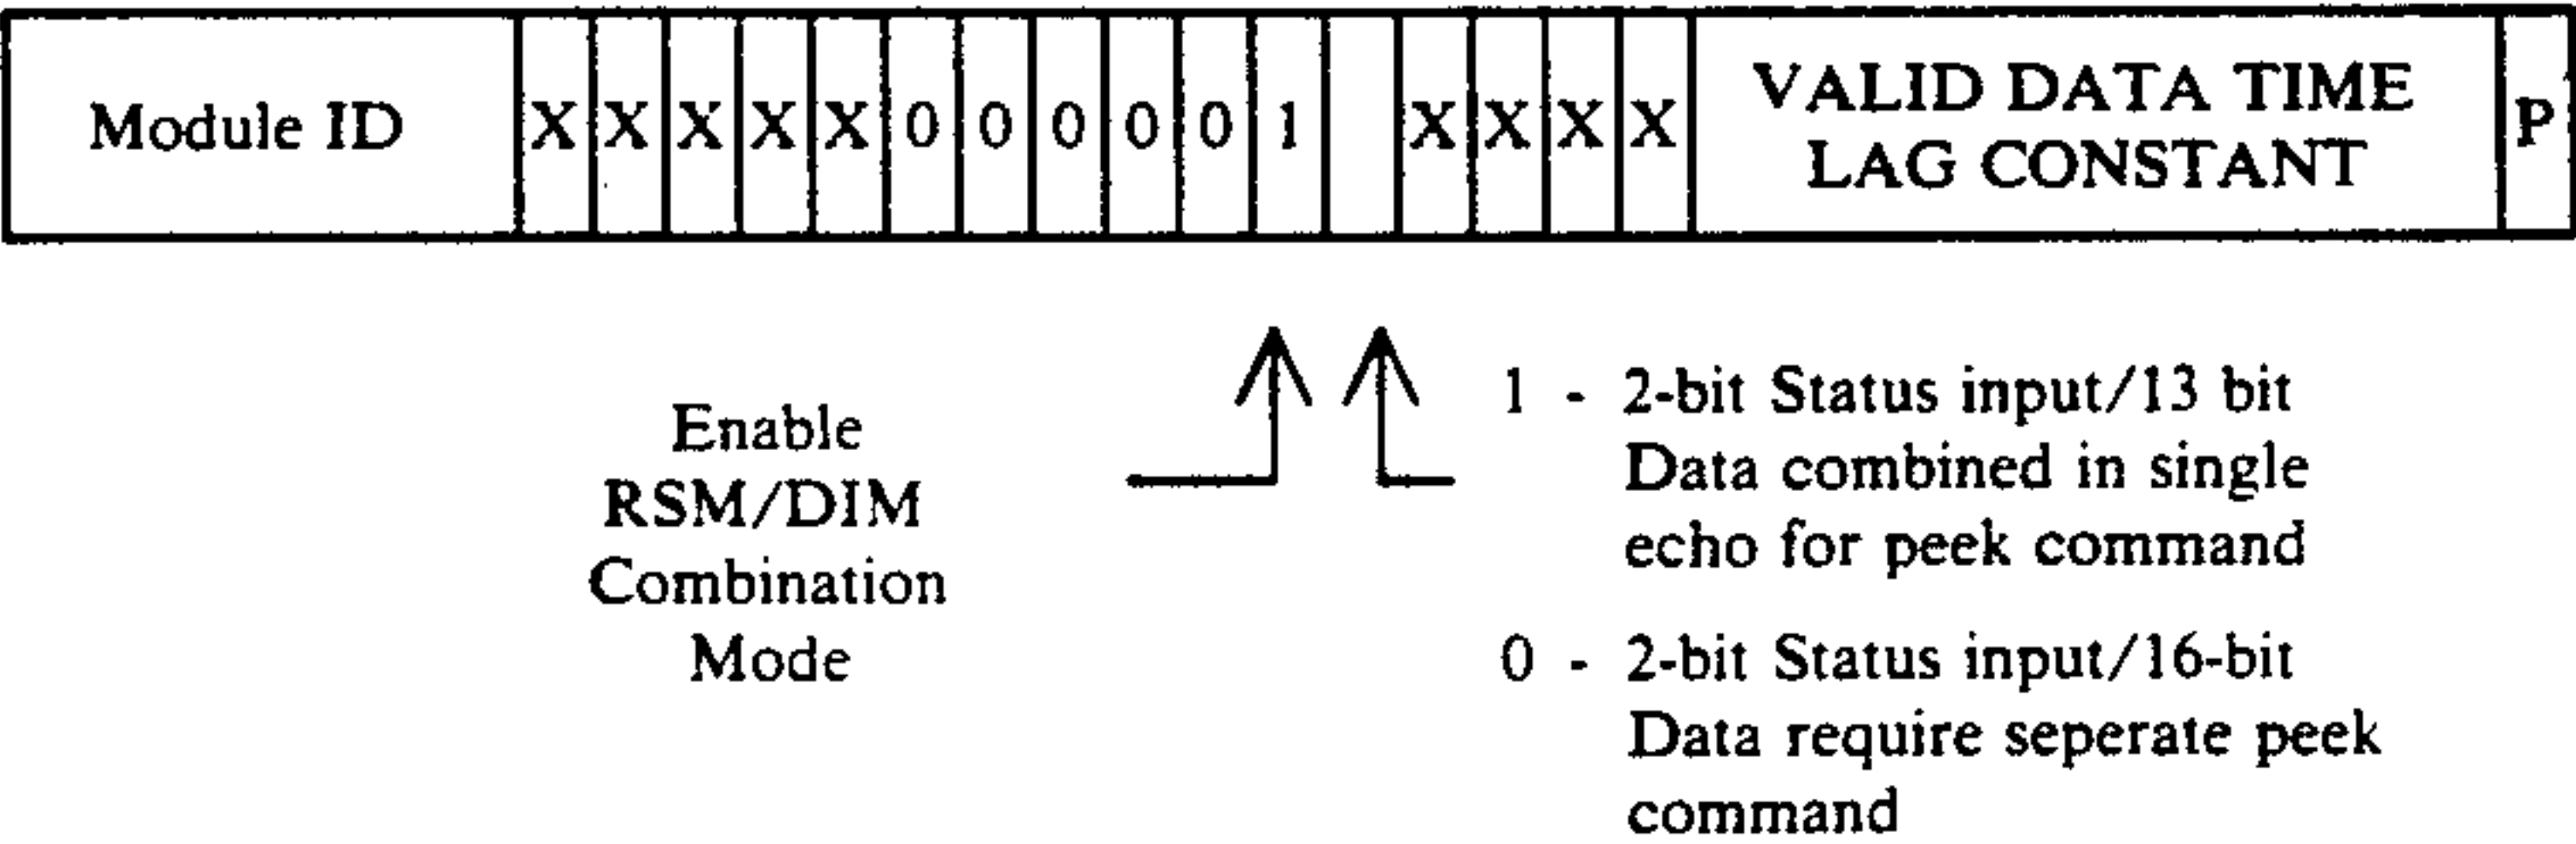 Module ID X X X X X 0 0 0 0 0 1 X X X X VALID DATA TIME P
LAG CONSTANT
Enable
RSM/DIM
Combination
Mode
1 - 2-bit Status input/13 bit
Data combined in single
echo for peek command
0 - 2-bit Status input/16-bit
Data require seperate peek
command